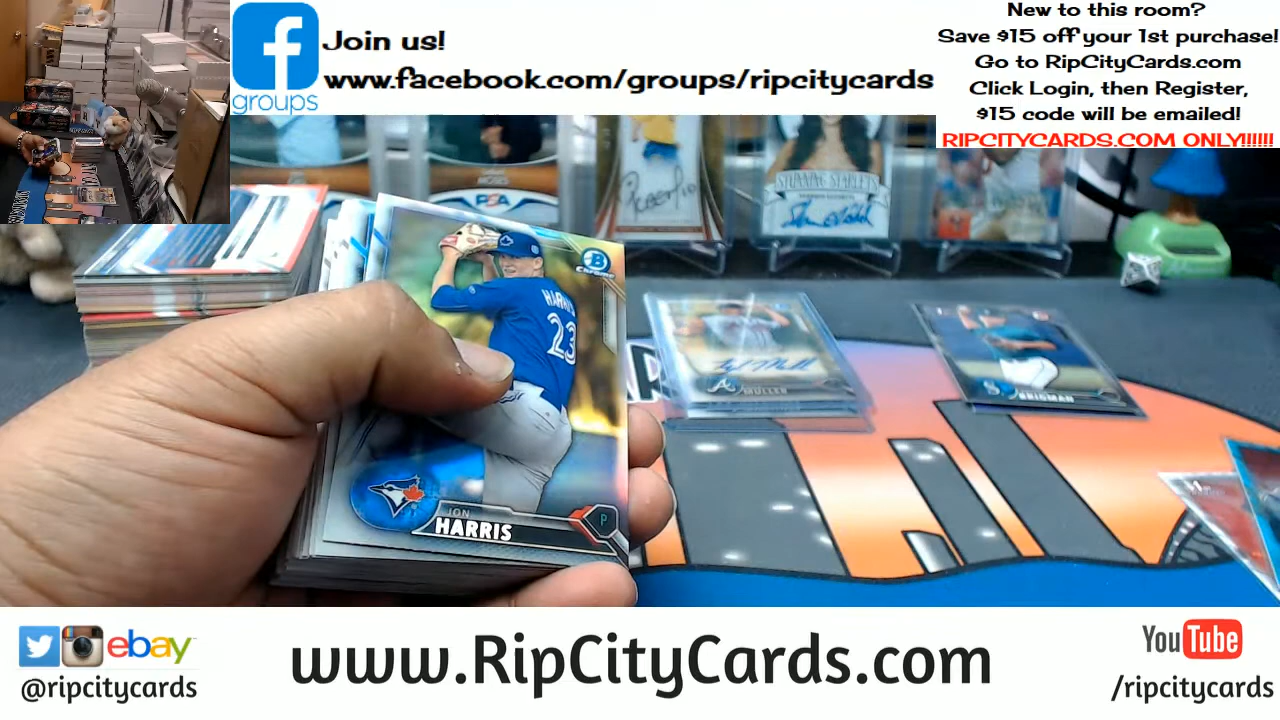 Join us!
www.facebook.com/groups/ripcitycards
groups
New to this room?
Save $15 off your 1st purchase!
Go to RipCityCards.com
Click Login, then Register,
$15 code will be emailed!
RIPCITYCARDS.COM ONLY!!!!!!
PSA
B
Chrome
HARRIS
23
JON
HARRIS
P
MULLER
BRIGMAN
ebay
@ripcitycards
www.RipCityCards.com
YouTube
/ripcitycards